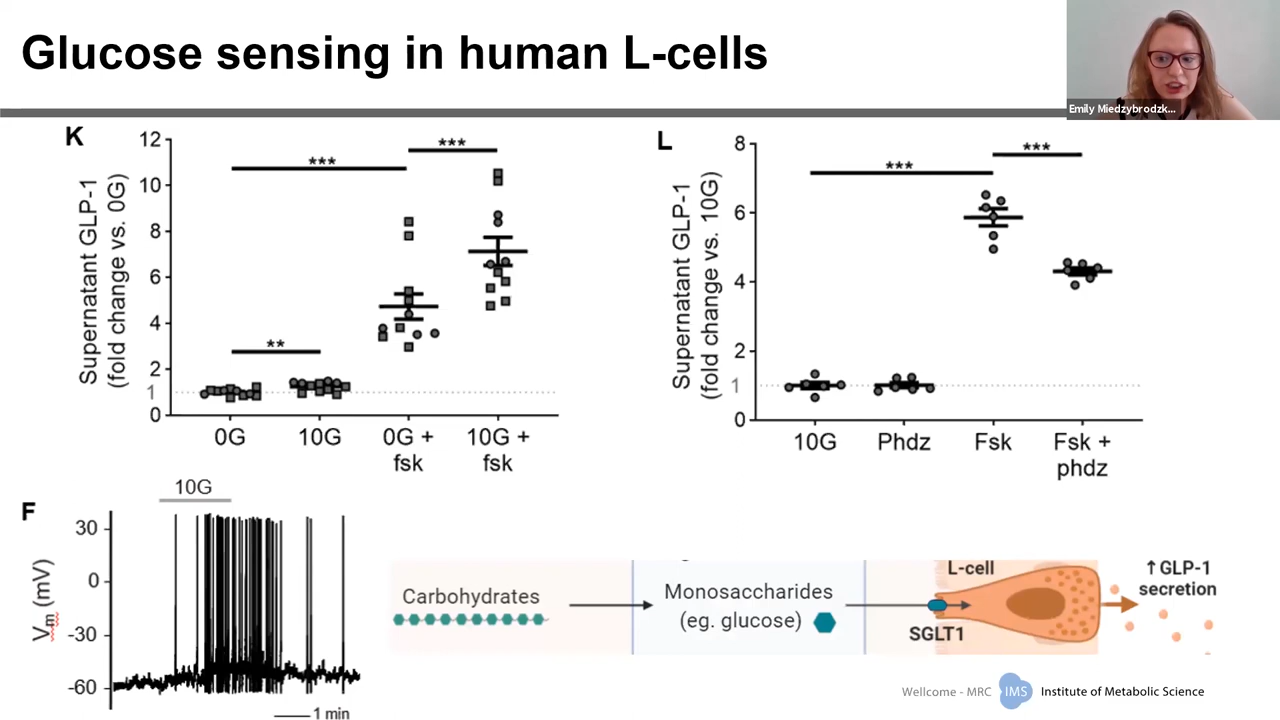 Glucose sensing in human L-cells
Emily Miedzybrodzk...
K
Supernatant GLP-1
(fold change vs. 0G)
12
10
8
6
4
2
1
0
***
***
**
0G
10G
0G +
fsk
10G +
fsk
L
Supernatant GLP-1
(fold change vs. 10G)
8
6
4
2
1
0
***
***
10G
Phdz
Fsk
Fsk +
phdz
F
10G
Vm (mV)
30
0
-30
-60
1 min
Carbohydrates
Monosaccharides
(eg. glucose)
L-cell
SGLT1
↑ GLP-1
secretion
Wellcome - MRC IMS Institute of Metabolic Science